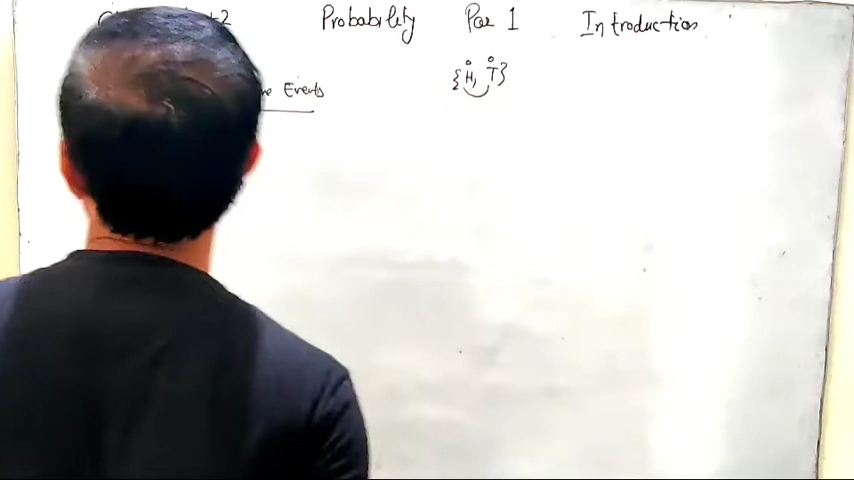 Probability Par 1 Introduction
{H, T}
Events